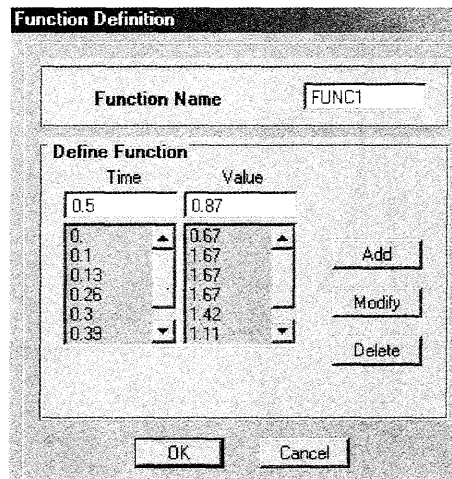 Function Definition
Function Name FUNC1
Define Function
Time Value
0.5 0.87
0. 0.67
0.1 1.67
0.13 1.67
0.26 1.67
0.3 1.42
0.39 1.11
Add
Modify
Delete
OK Cancel